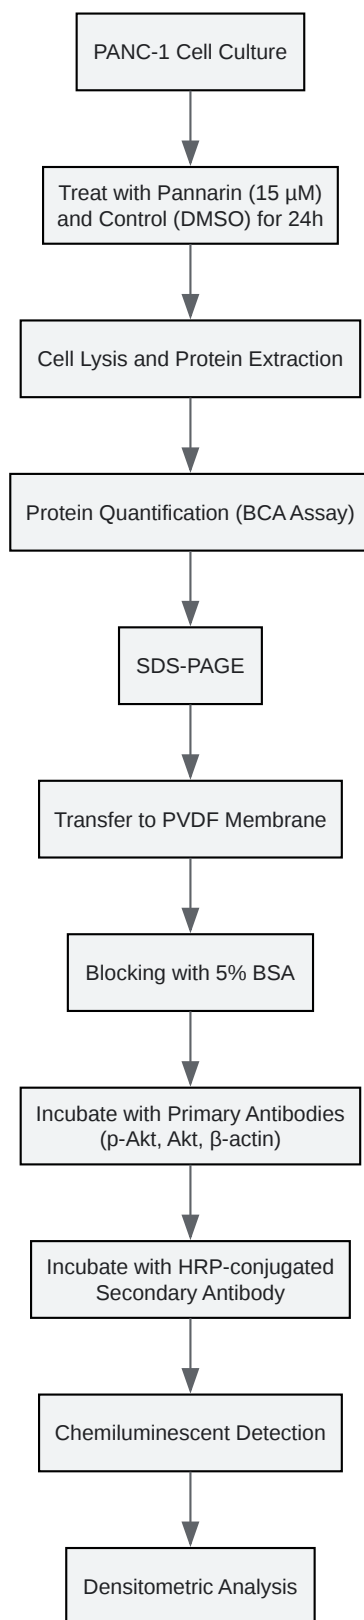 PANC-1 Cell Culture
Treat with Pannarin (15 µM)
and Control (DMSO) for 24h
Cell Lysis and Protein Extraction
Protein Quantification (BCA Assay)
SDS-PAGE
Transfer to PVDF Membrane
Blocking with 5% BSA
Incubate with Primary Antibodies
(p-Akt, Akt, β-actin)
Incubate with HRP-conjugated
Secondary Antibody
Chemiluminescent Detection
Densitometric Analysis